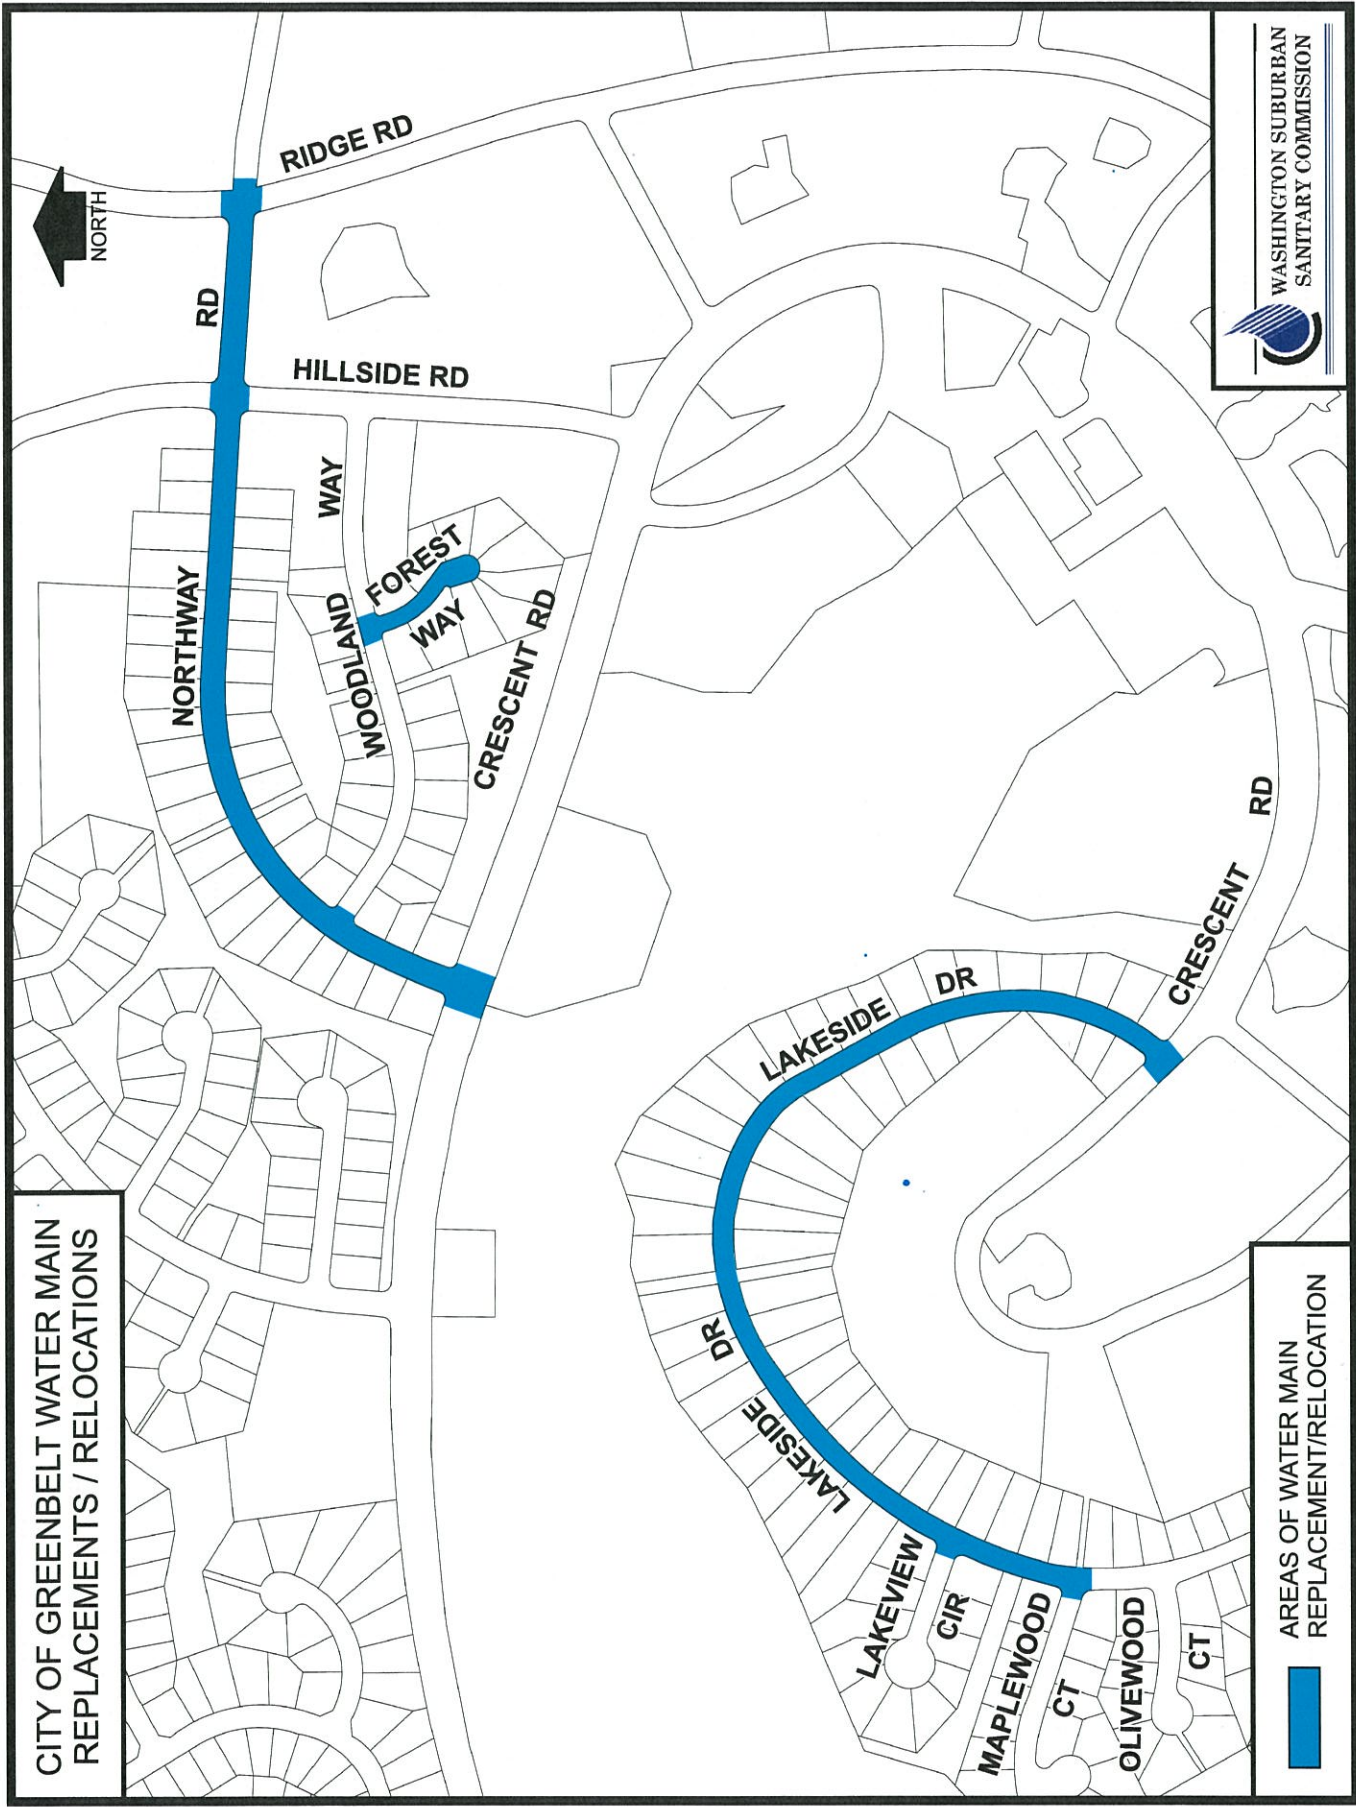 CITY OF GREENBELT WATER MAIN
REPLACEMENTS / RELOCATIONS
NORTH
RIDGE RD
RD
HILLSIDE RD
WAY
NORTHWAY
FOREST
WAY
WOODLAND
CRESCENT RD
RD
CRESCENT
LAKESIDE DR
DR
LAKESIDE
LAKEVIEW
CIR
MAPLEWOOD
CT
OLIVEWOOD
CT
WASHINGTON SUBURBAN
SANITARY COMMISSION
AREAS OF WATER MAIN
REPLACEMENT/RELOCATION